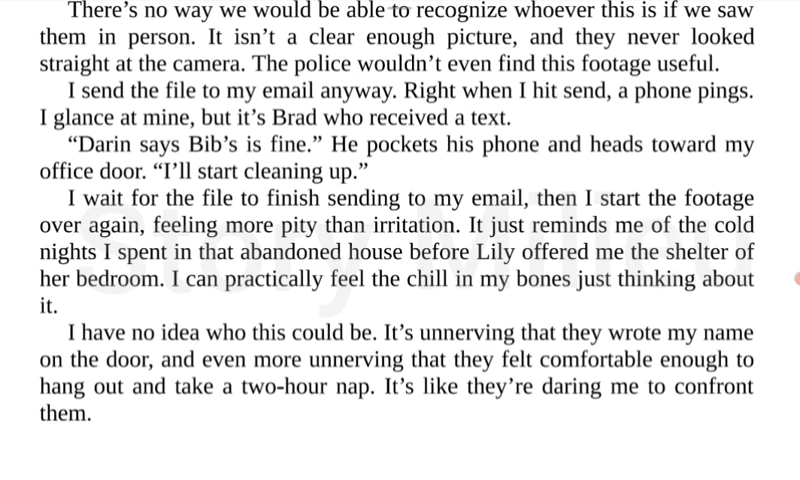 There’s no way we would be able to recognize whoever this is if we saw
them in person. It isn’t a clear enough picture, and they never looked
straight at the camera. The police wouldn’t even find this footage useful.
I send the file to my email anyway. Right when I hit send, a phone pings.
I glance at mine, but it’s Brad who received a text.
“Darin says Bib’s is fine.” He pockets his phone and heads toward my
office door. “I’ll start cleaning up.”
I wait for the file to finish sending to my email, then I start the footage
over again, feeling more pity than irritation. It just reminds me of the cold
nights I spent in that abandoned house before Lily offered me the shelter of
her bedroom. I can practically feel the chill in my bones just thinking about
it.
I have no idea who this could be. It’s unnerving that they wrote my name
on the door, and even more unnerving that they felt comfortable enough to
hang out and take a two-hour nap. It’s like they’re daring me to confront
them.